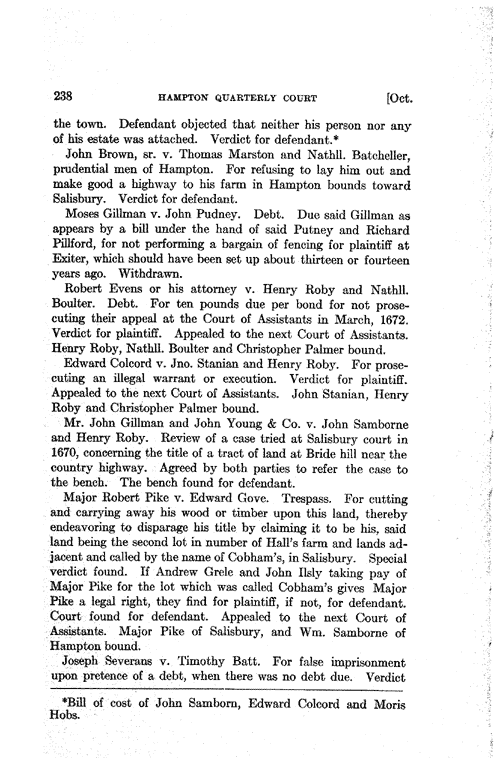 238 HAMPTON QUARTERLY COURT [Oct.
the town. Defendant objected that neither his person nor any
of his estate was attached. Verdict for defendant.*
John Brown, sr. v. Thomas Marston and Nathll. Batcheller,
prudential men of Hampton. For refusing to lay him out and
make good a highway to his farm in Hampton bounds toward
Salisbury. Verdict for defendant.
Moses Gillman v. John Pudney. Debt. Due said Gillman as
appears by a bill under the hand of said Putney and Richard
Pillford, for not performing a bargain of fencing for plaintiff at
Exiter, which should have been set up about thirteen or fourteen
years ago. Withdrawn.
Robert Evens or his attorney v. Henry Roby and Nathll.
Boulter. Debt. For ten pounds due per bond for not prose-
cuting their appeal at the Court of Assistants in March, 1672.
Verdict for plaintiff. Appealed to the next Court of Assistants.
Henry Roby, Nathll. Boulter and Christopher Palmer bound.
Edward Colcord v. Jno. Stanian and Henry Roby. For prose-
cuting an illegal warrant or execution. Verdict for plaintiff.
Appealed to the next Court of Assistants. John Stanian, Henry
Roby and Christopher Palmer bound.
Mr. John Gillman and John Young & Co. v. John Samborne
and Henry Roby. Review of a case tried at Salisbury court in
1670, concerning the title of a tract of land at Bride hill near the
country highway. Agreed by both parties to refer the case to
the bench. The bench found for defendant.
Major Robert Pike v. Edward Gove. Trespass. For cutting
and carrying away his wood or timber upon this land, thereby
endeavoring to disparage his title by claiming it to be his, said
land being the second lot in number of Hall's farm and lands ad-
jacent and called by the name of Cobham's, in Salisbury. Special
verdict found. If Andrew Grele and John Ilsly taking pay of
Major Pike for the lot which was called Cobham's gives Major
Pike a legal right, they find for plaintiff, if not, for defendant.
Court found for defendant. Appealed to the next Court of
Assistants. Major Pike of Salisbury, and Wm. Samborne of
Hampton bound.
Joseph Severans v. Timothy Batt. For false imprisonment
upon pretence of a debt, when there was no debt due. Verdict
*Bill of cost of John Samborn, Edward Colcord and Moris
Hobs.